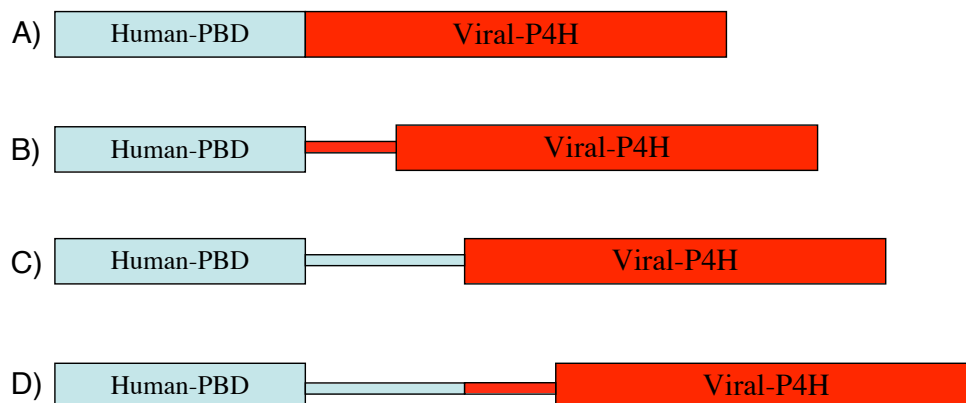 A) Human-PBD Viral-P4H
B) Human-PBD Viral-P4H
C) Human-PBD Viral-P4H
D) Human-PBD Viral-P4H